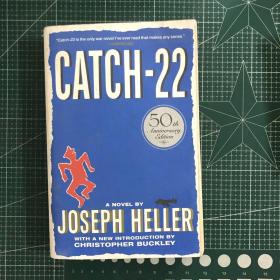 "Catch-22 is the only war novel I've ever read that makes any sense."
CATCH-22
50th
Anniversary
Edition
A NOVEL BY
JOSEPH HELLER
WITH A NEW INTRODUCTION BY
CHRISTOPHER BUCKLEY